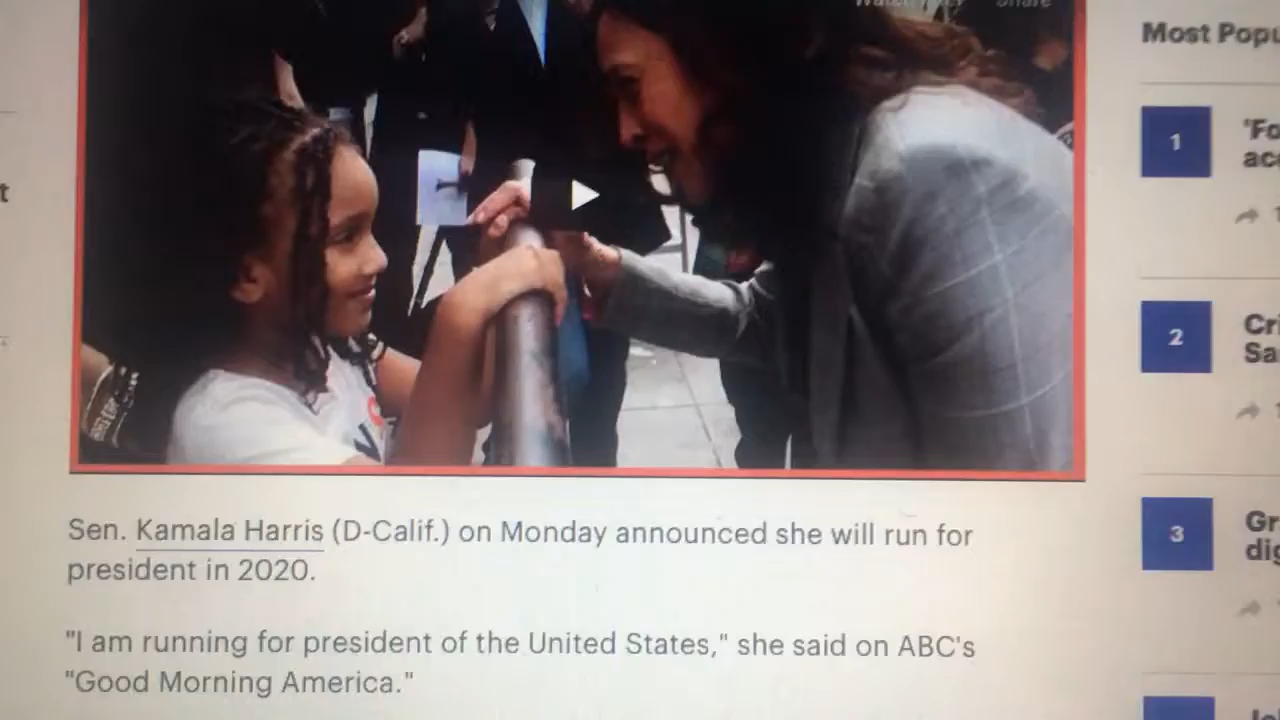 Most
1
2
3
Sen. Kamala Harris (D-Calif.) on Monday announced she will run for
president in 2020.
"I am running for president of the United States," she said on ABC's
"Good Morning America."